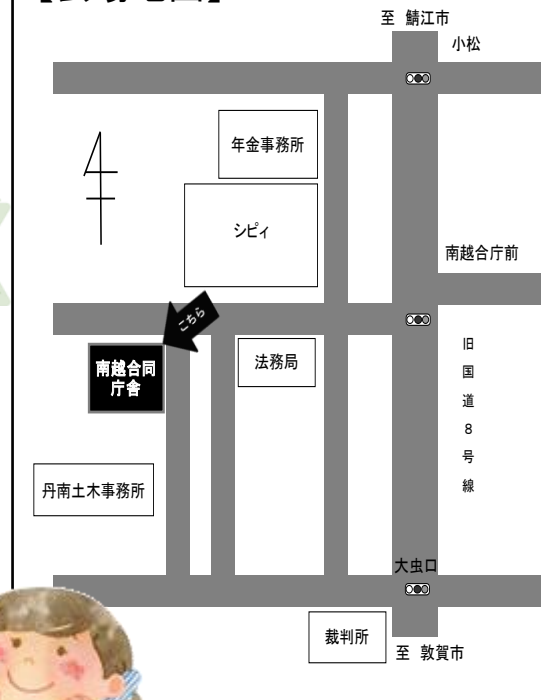 至 鯖江市
小松
年金事務所
シピィ
南越合庁前
こちら
南越合同
庁舎
法務局
旧国道８号線
丹南土木事務所
大虫口
裁判所
至 敦賀市